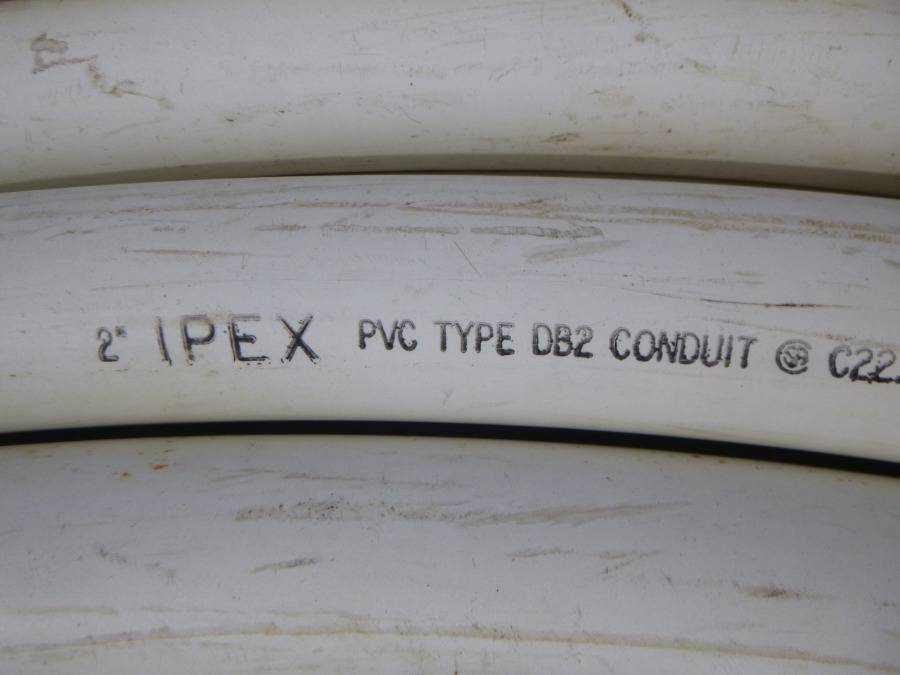 2" IPEX PVC TYPE DB2 CONDUIT C22.